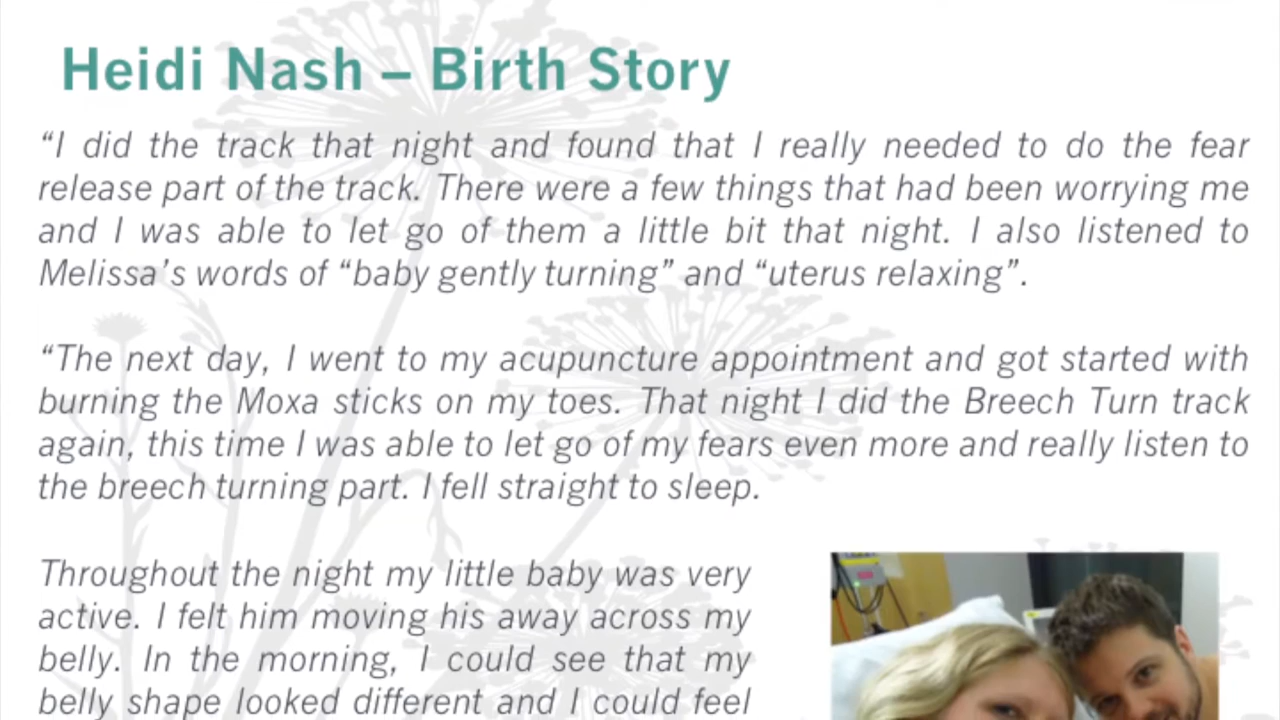 Heidi Nash – Birth Story
“I did the track that night and found that I really needed to do the fear
release part of the track. There were a few things that had been worrying me
and I was able to let go of them a little bit that night. I also listened to
Melissa’s words of “baby gently turning” and “uterus relaxing”.
“The next day, I went to my acupuncture appointment and got started with
burning the Moxa sticks on my toes. That night I did the Breech Turn track
again, this time I was able to let go of my fears even more and really listen to
the breech turning part. I fell straight to sleep.
Throughout the night my little baby was very
active. I felt him moving his away across my
belly. In the morning, I could see that my
belly shape looked different and I could feel